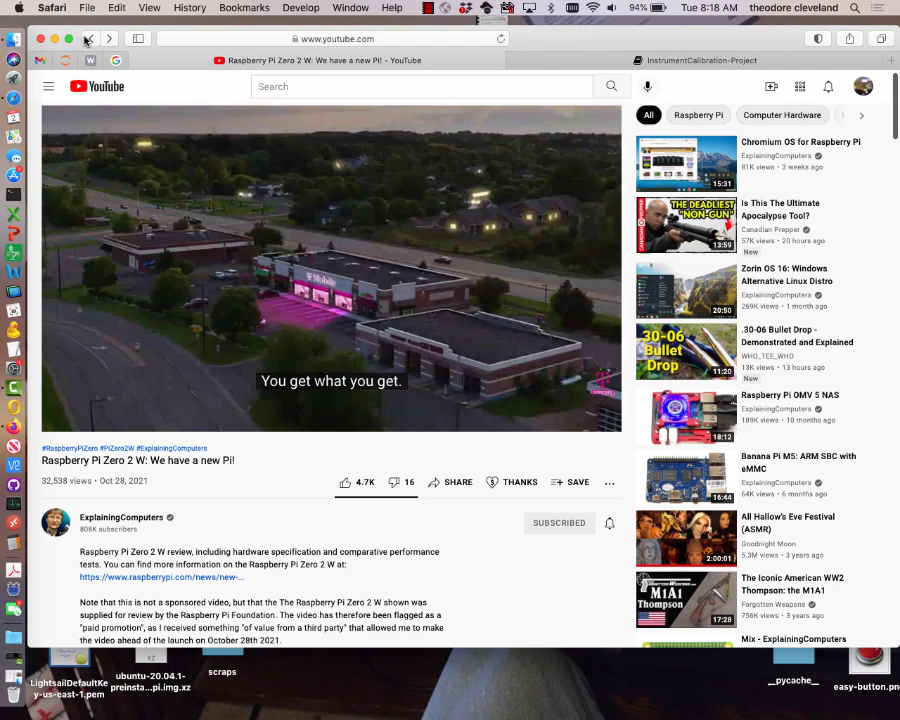 Safari File Edit View History Bookmarks Develop Window Help 94% Tue 8:18 AM theodore cleveland
www.youtube.com
Raspberry Pi Zero 2 W: We have a new Pi! - YouTube InstrumentCalibration-Project
YouTube Search
All Raspberry Pi Computer Hardware
T Mobile
You get what you get.
#RaspberryPiZero #PiZero2W #ExplainingComputers
Raspberry Pi Zero 2 W: We have a new Pi!
32,538 views • Oct 28, 2021
4.7K 16 SHARE THANKS SAVE ...
ExplainingComputers
808K subscribers
SUBSCRIBED
Raspberry Pi Zero 2 W review, including hardware specification and comparative performance
tests. You can find more information on the Raspberry Pi Zero 2 W at:
https://www.raspberrypi.com/news/new-...
Note that this is not a sponsored video, but that the The Raspberry Pi Zero 2 W shown was
supplied for review by the Raspberry Pi Foundation. The video has therefore been flagged as a
"paid promotion", as I received something "of value from a third party" that allowed me to make
the video ahead of the launch on October 28th 2021.
Chromium OS for Raspberry Pi
ExplainingComputers
81K views • 3 weeks ago
15:31
Is This The Ultimate
Apocalypse Tool?
Canadian Prepper
57K views • 20 hours ago
New
THE DEADLIEST
"NON-GUN"
13:59
Zorin OS 16: Windows
Alternative Linux Distro
ExplainingComputers
269K views • 1 month ago
20:50
.30-06 Bullet Drop -
Demonstrated and Explained
WHO_TEE_WHO
13K views • 13 hours ago
New
.30-06
Bullet
Drop
11:20
Raspberry Pi OMV 5 NAS
ExplainingComputers
189K views • 10 months ago
18:12
Banana Pi M5: ARM SBC with
eMMC
ExplainingComputers
64K views • 6 months ago
16:44
All Hallow's Eve Festival
(ASMR)
Goodnight Moon
5.3M views • 3 years ago
2:00:01
The Iconic American WW2
Thompson: the M1A1
Forgotten Weapons
756K views • 3 years ago
M1A1
Thompson
17:28
Mix - ExplainingComputers
LightsailDefaultKe
y-us-east-1.pem
xz
ubuntu-20.04.1-
preinsta...pi.img.xz
scraps
__pycache__
easy-button.pn